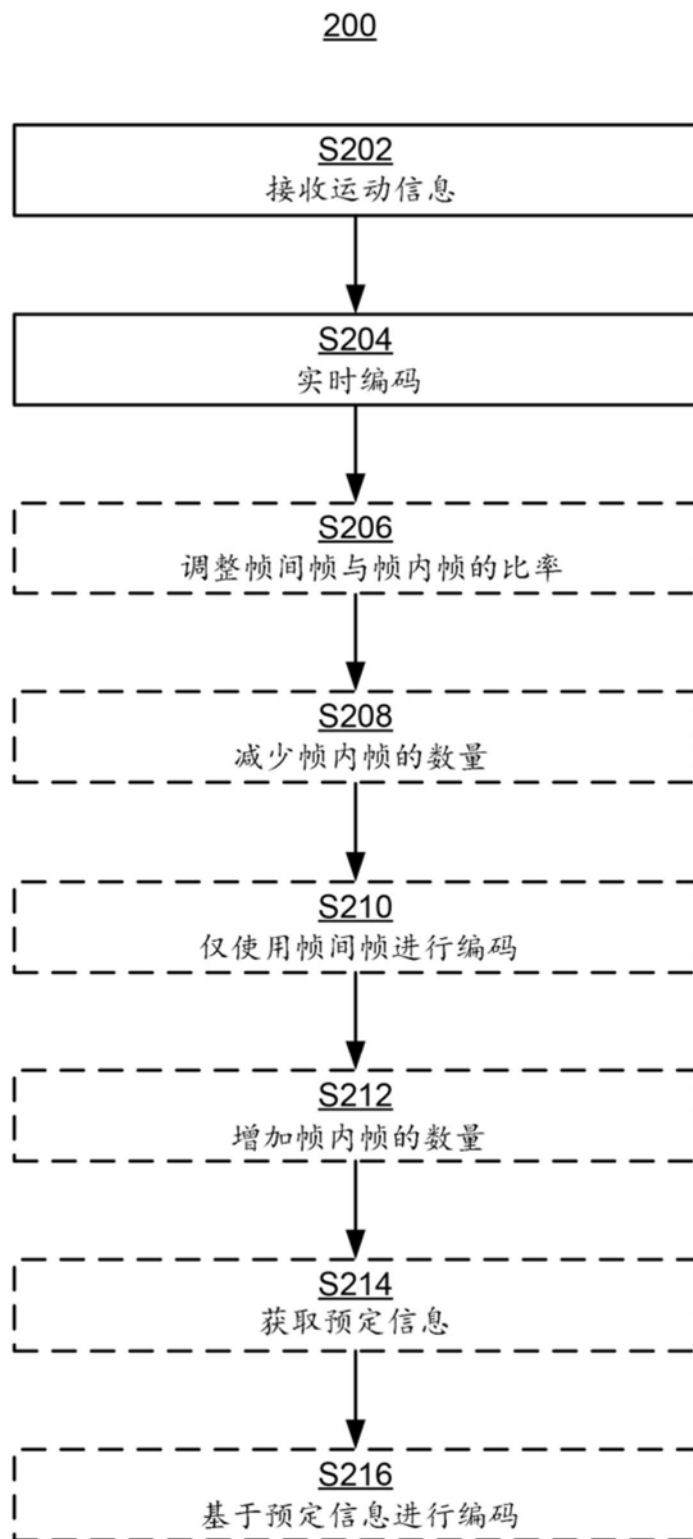 200
S202
接收运动信息
S204
实时编码
S206
调整帧间帧与帧内帧的比率
S208
减少帧内帧的数量
S210
仅使用帧间帧进行编码
S212
增加帧内帧的数量
S214
获取预定信息
S216
基于预定信息进行编码